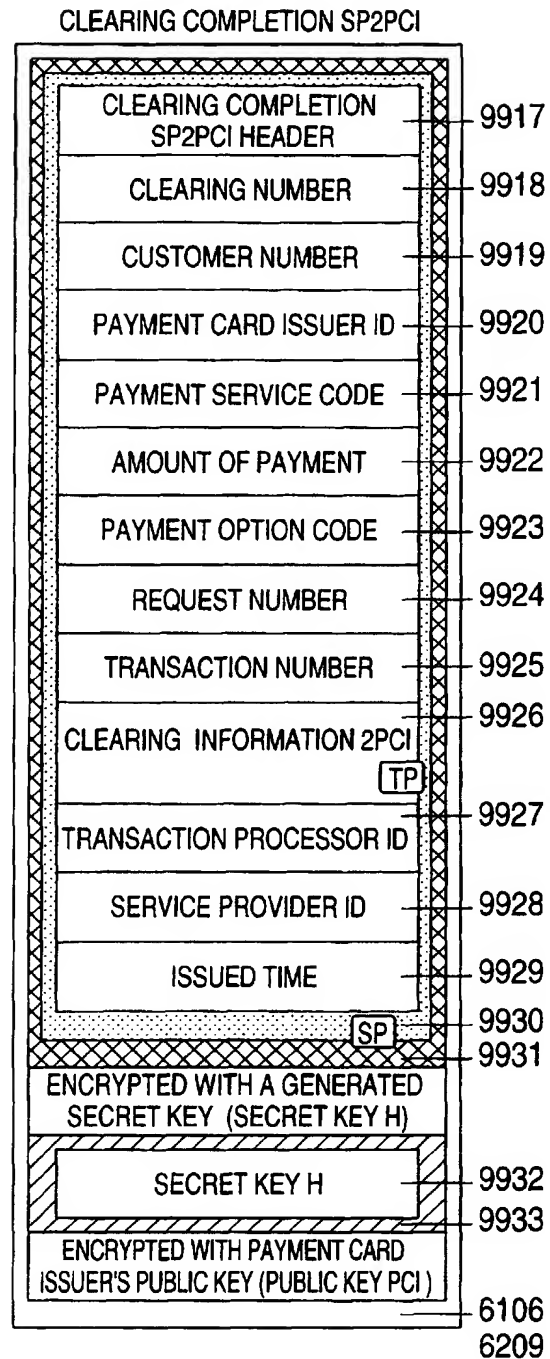 CLEARING COMPLETION SP2PCI
CLEARING COMPLETION
SP2PCI HEADER
9917
CLEARING NUMBER
9918
CUSTOMER NUMBER
9919
PAYMENT CARD ISSUER ID
9920
PAYMENT SERVICE CODE
9921
AMOUNT OF PAYMENT
9922
PAYMENT OPTION CODE
9923
REQUEST NUMBER
9924
TRANSACTION NUMBER
9925
9926
CLEARING INFORMATION 2PCI
TP
9927
TRANSACTION PROCESSOR ID
SERVICE PROVIDER ID
9928
ISSUED TIME
9929
SP
9930
9931
ENCRYPTED WITH A GENERATED
SECRET KEY (SECRET KEY H)
SECRET KEY H
9932
9933
ENCRYPTED WITH PAYMENT CARD
ISSUER'S PUBLIC KEY (PUBLIC KEY PCI )
6106
6209